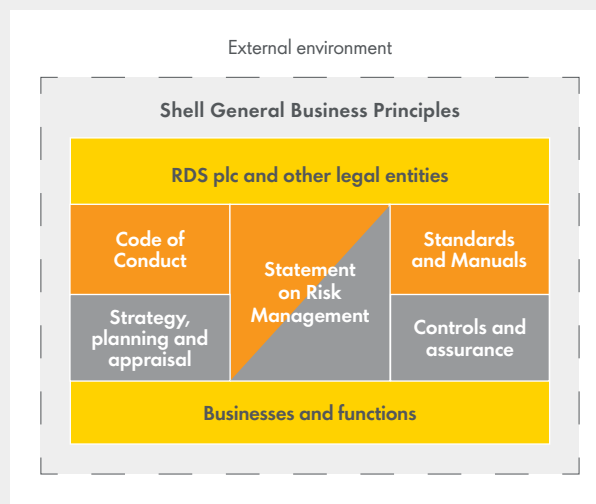 External environment
Shell General Business Principles
RDS plc and other legal entities
Code of
Conduct
Statement
on Risk
Management
Standards
and Manuals
Strategy,
planning and
appraisal
Controls and
assurance
Businesses and functions